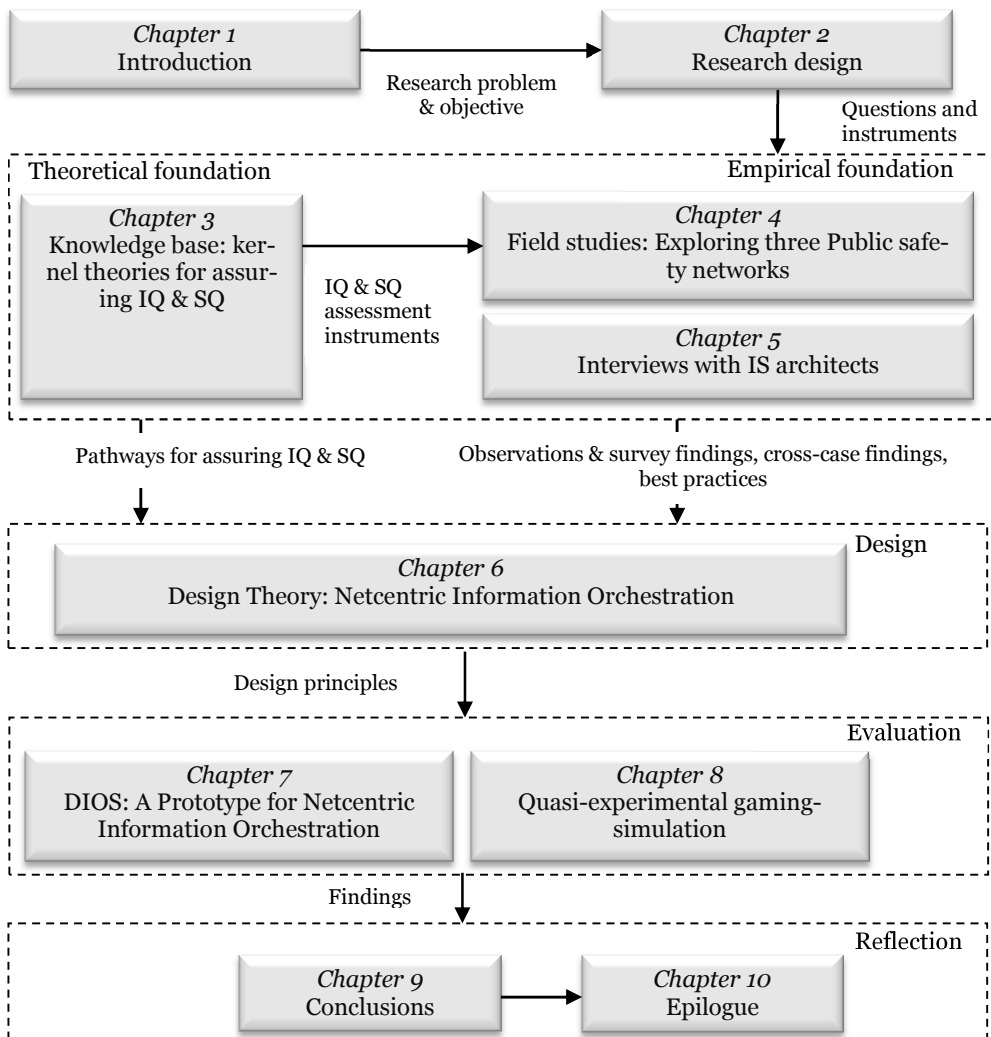 Chapter 1
Introduction
Chapter 2
Research design
Research problem
& objective
Questions and
instruments
Theoretical foundation
Empirical foundation
Chapter 3
Knowledge base: ker-
nel theories for assur-
ing IQ & SQ
IQ & SQ
assessment
instruments
Chapter 4
Field studies: Exploring three Public safe-
ty networks
Chapter 5
Interviews with IS architects
Pathways for assuring IQ & SQ
Observations & survey findings, cross-case findings,
best practices
Design
Chapter 6
Design Theory: Netcentric Information Orchestration
Design principles
Evaluation
Chapter 7
DIOS: A Prototype for Netcentric
Information Orchestration
Chapter 8
Quasi-experimental gaming-
simulation
Findings
Reflection
Chapter 9
Conclusions
Chapter 10
Epilogue